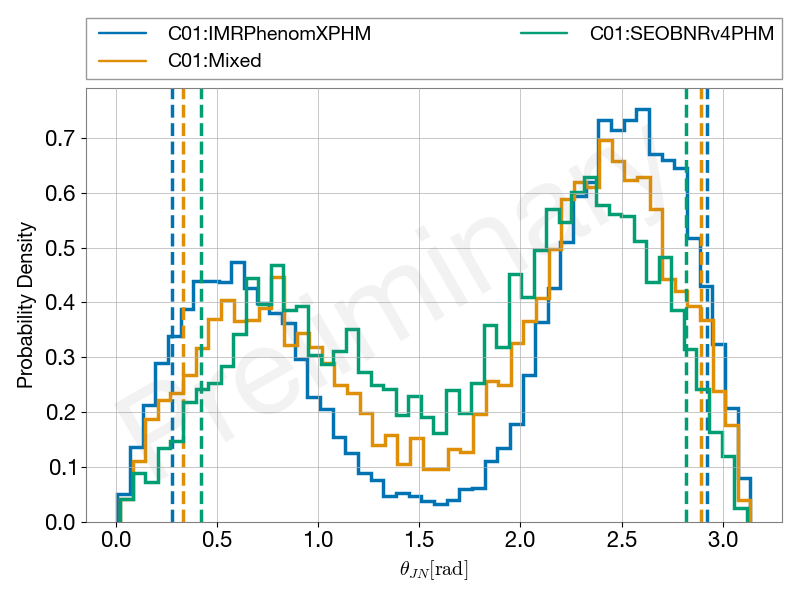 C01:IMRPhenomXPHM
C01:Mixed
C01:SEOBNRv4PHM
Probability Density
0.7
0.6
0.5
0.4
0.3
0.2
0.1
0.0
Preliminary
0.0 0.5 1.0 1.5 2.0 2.5 3.0
θ_JN[rad]